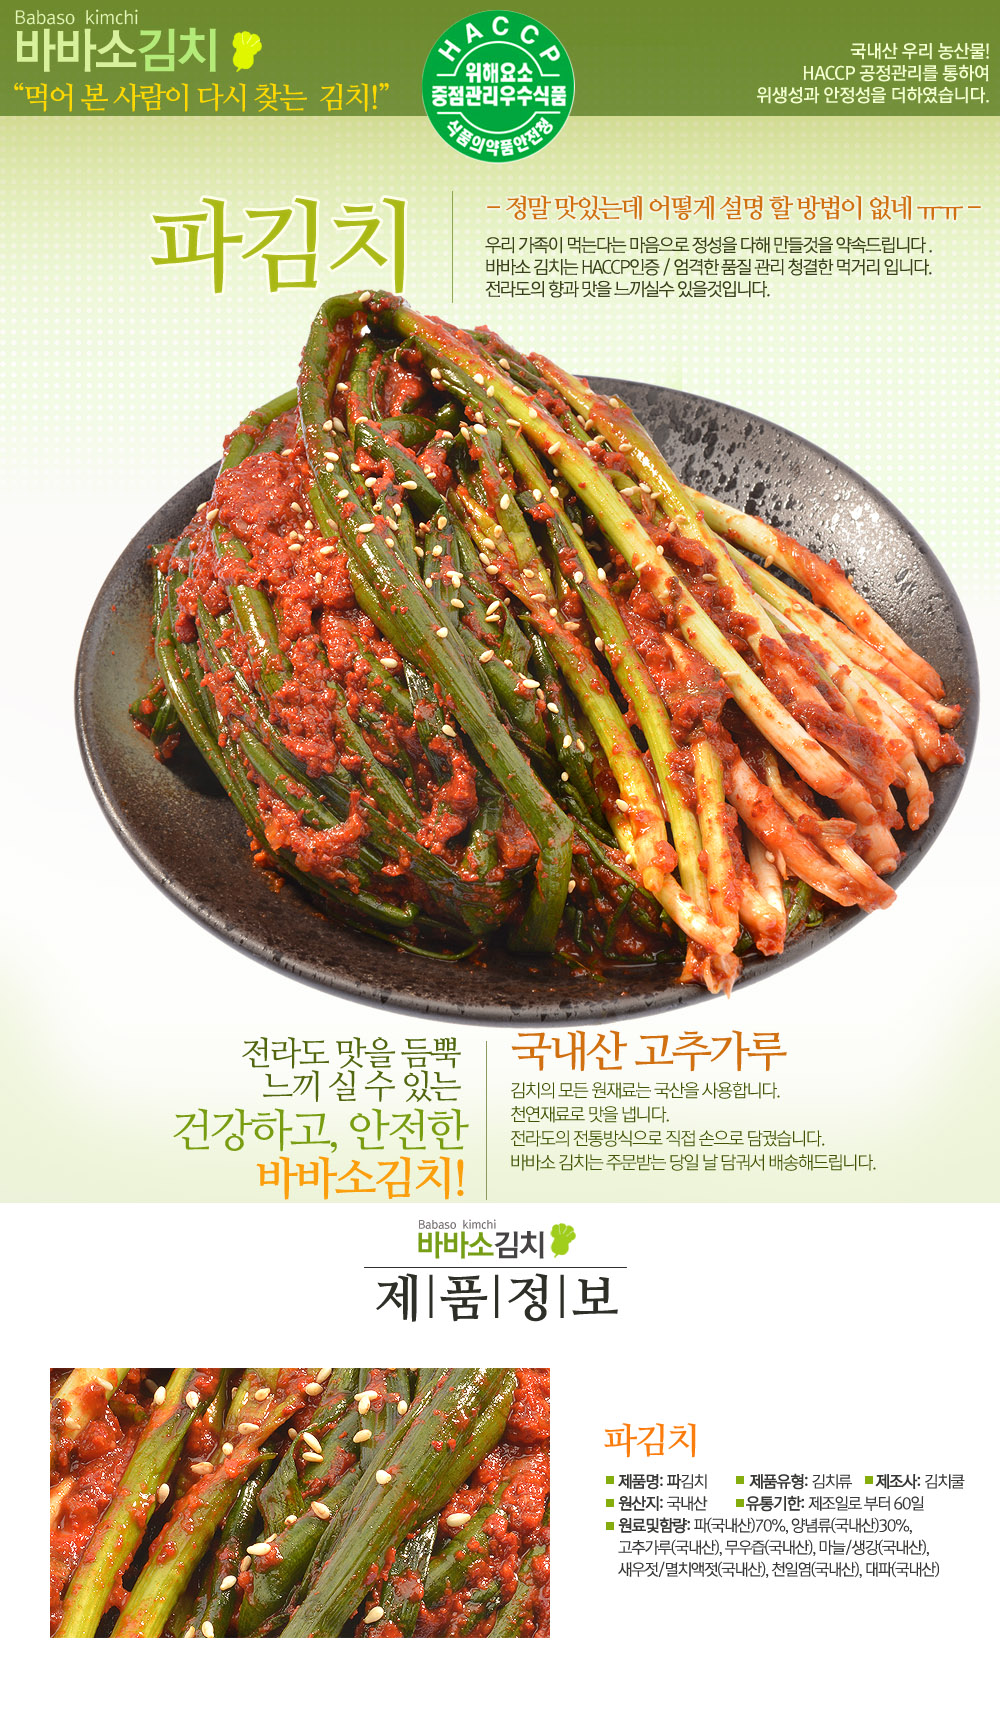 Babaso kimchi
바바소김치
“먹어 본 사람이 다시 찾는 김치!”
HACCP
위해요소
중점관리우수식품
식품의약품안전청
국내산 우리 농산물!
HACCP 공정관리를 통하여
위생성과 안정성을 더하였습니다.
파김치
- 정말 맛있는데 어떻게 설명 할 방법이 없네 ㅠㅠ -
우리 가족이 먹는다는 마음으로 정성을 다해 만들것을 약속드립니다 .
바바소 김치는 HACCP인증 / 엄격한 품질 관리 청결한 먹거리 입니다.
전라도의 향과 맛을 느끼실수 있을것입니다.
전라도 맛을 듬뿍
느끼 실 수 있는
건강하고, 안전한
바바소김치!
국내산 고추가루
김치의 모든 원재료는 국산을 사용합니다.
천연재료로 맛을 냅니다.
전라도의 전통방식으로 직접 손으로 담궜습니다.
바바소 김치는 주문받는 당일 날 담궈서 배송해드립니다.
Babaso kimchi
바바소김치
제|품|정|보
파김치
제품명: 파김치 제품유형: 김치류 제조사: 김치쿨
원산지: 국내산 유통기한: 제조일로 부터 60일
원료및함량: 파(국내산)70%, 양념류(국내산)30%,
고추가루(국내산), 무우즙(국내산), 마늘/생강(국내산),
새우젓/멸치액젓(국내산), 천일염(국내산), 대파(국내산)